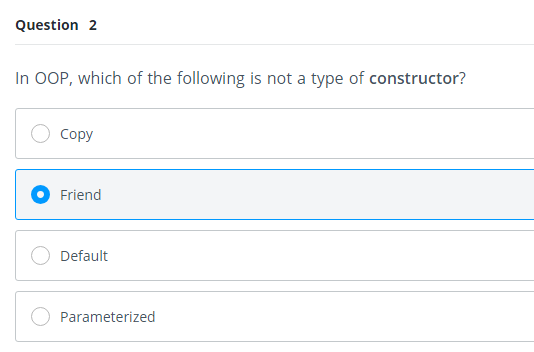 Question 2
In OOP, which of the following is not a type of constructor?
Copy
Friend
Default
Parameterized